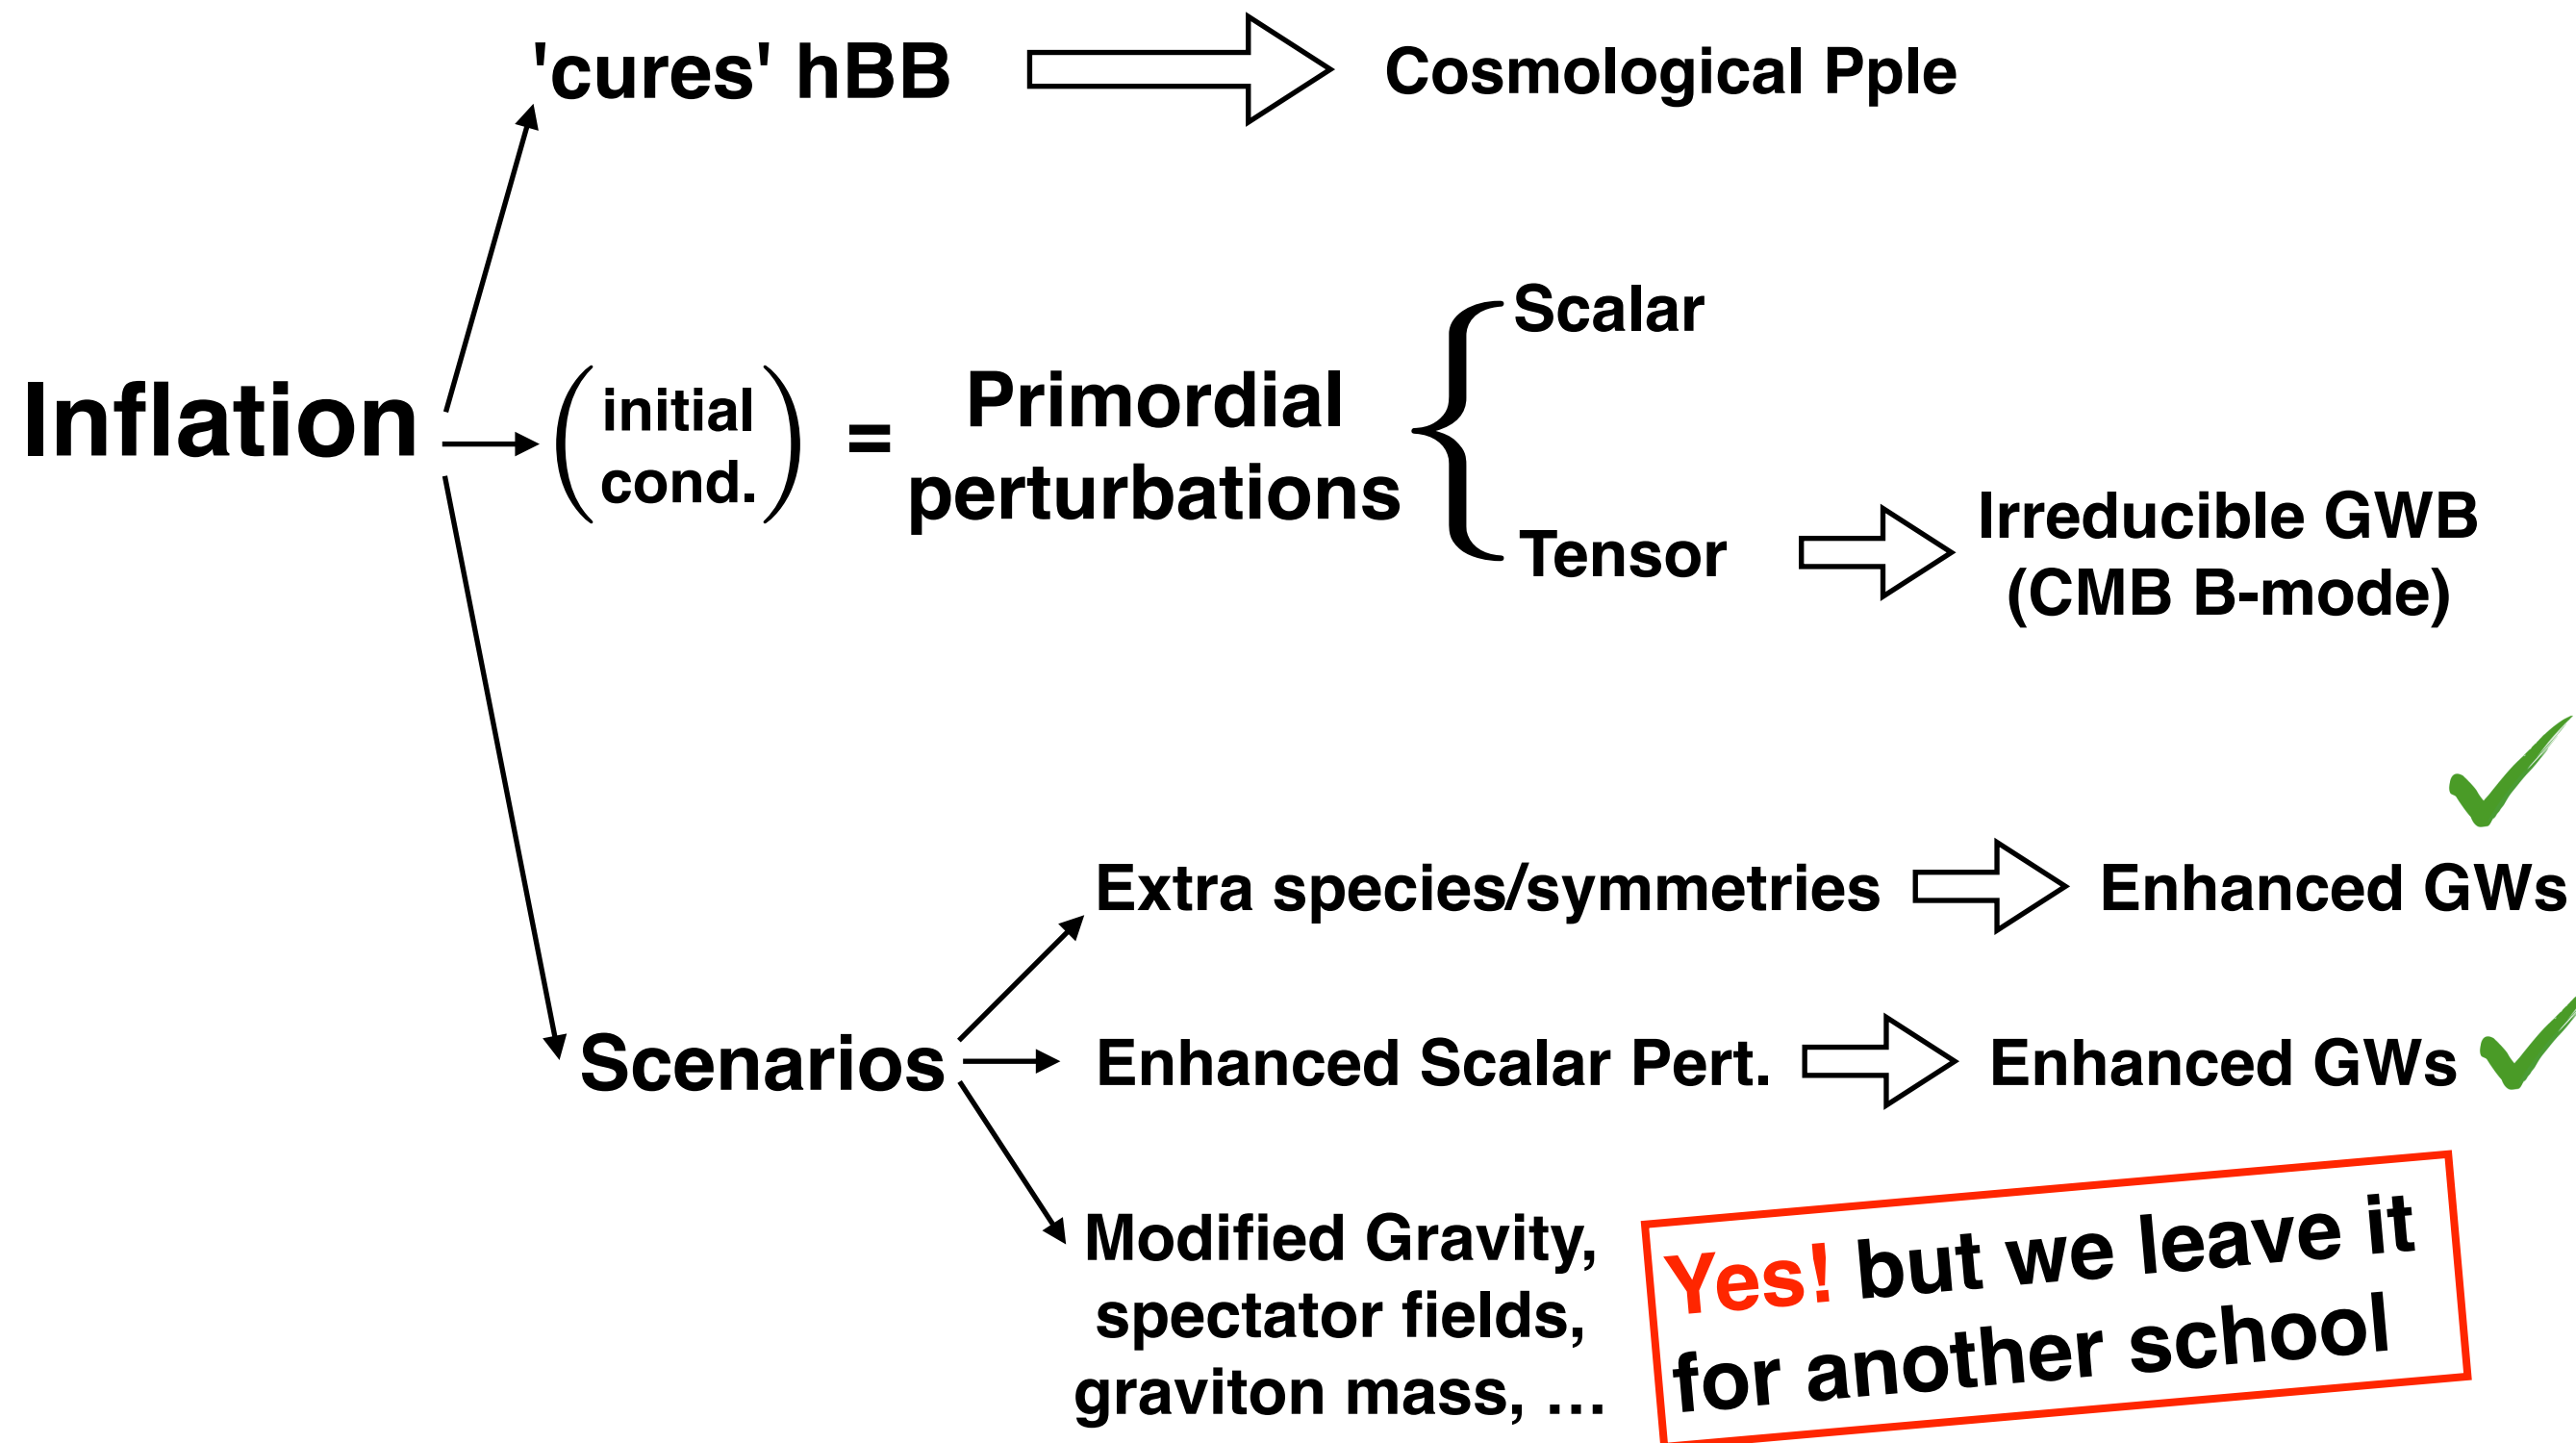 'cures' hBB
Cosmological Pple
Inflation
(initial
cond.)
=
Primordial
perturbations
{
Scalar
Tensor
Irreducible GWB
(CMB B-mode)
Extra species/symmetries
Enhanced GWs
Scenarios
Enhanced Scalar Pert.
Enhanced GWs
Modified Gravity,
spectator fields,
graviton mass, ...
Yes! but we leave it
for another school